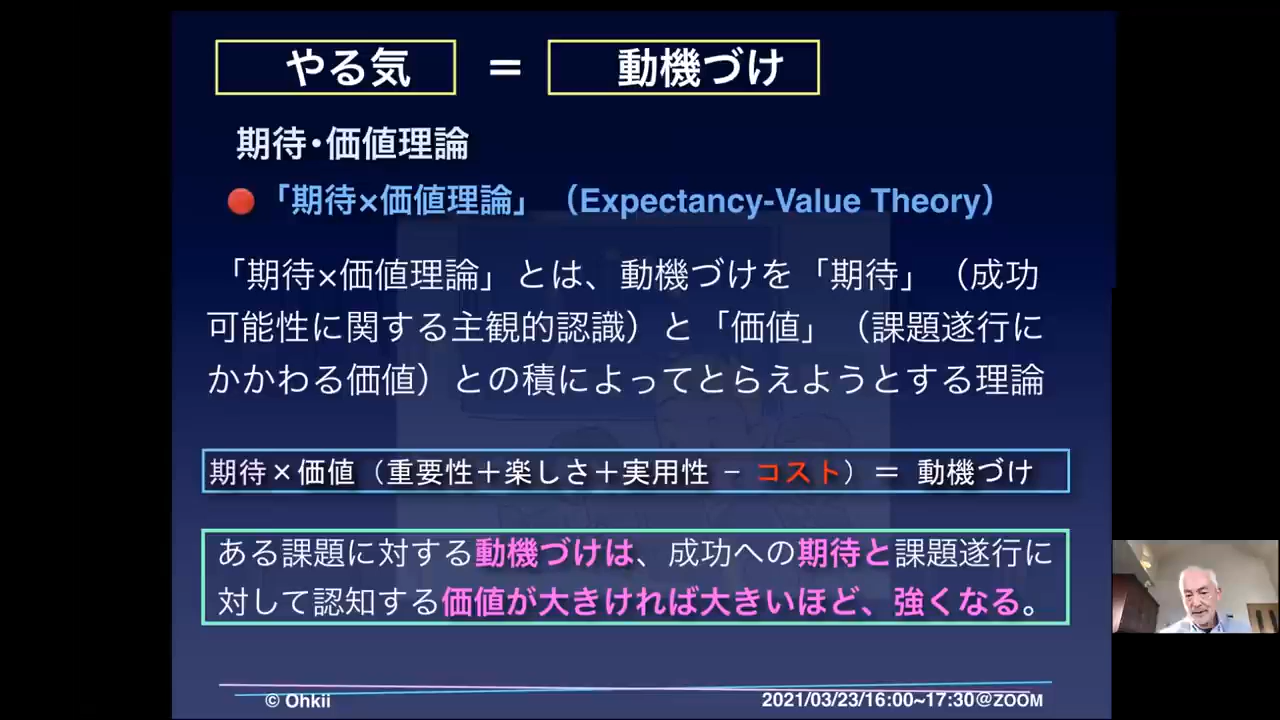 やる気 = 動機づけ
期待・価値理論
「期待×価値理論」（Expectancy-Value Theory）
「期待×価値理論」とは、動機づけを「期待」（成功
可能性に関する主観的認識）と「価値」（課題遂行に
かかわる価値）との積によってとらえようとする理論
期待×価値（重要性＋楽しさ＋実用性 − コスト）＝ 動機づけ
ある課題に対する動機づけは、成功への期待と課題遂行に
対して認知する価値が大きければ大きいほど、強くなる。
© Ohkii
2021/03/23/16:00~17:30@ZOOM